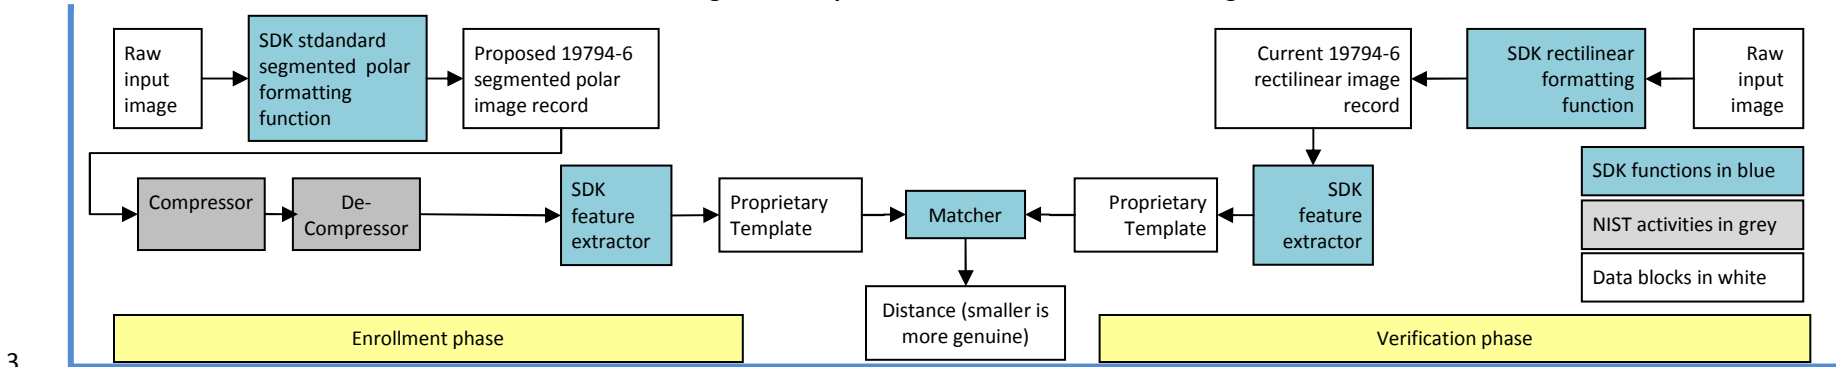 Raw
input
image
SDK stdandard
segmented polar
formatting
function
Proposed 19794-6
segmented polar
image record
Current 19794-6
rectilinear image
record
SDK rectilinear
formatting
function
Raw
input
image
Compressor
De-
Compressor
SDK
feature
extractor
Proprietary
Template
Matcher
Proprietary
Template
SDK
feature
extractor
SDK functions in blue
NIST activities in grey
Data blocks in white
Distance (smaller is
more genuine)
Enrollment phase
Verification phase
3